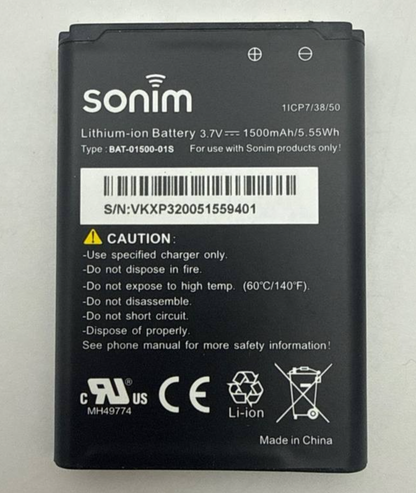 ⊕ ⊖
sonim
1ICP7/38/50
Lithium-ion Battery 3.7V⎓ 1500mAh/5.55Wh
Type : BAT-01500-01S For use with Sonim products only!
S/N:VKXP320051559401
CAUTION :
-Use specified charger only.
-Do not dispose in fire.
-Do not expose to high temp. (60°C/140°F).
-Do not disassemble.
-Do not short circuit.
-Dispose of properly.
See phone manual for more safety information!
c RU ® US CE
MH49774
Li-ion
Made in China